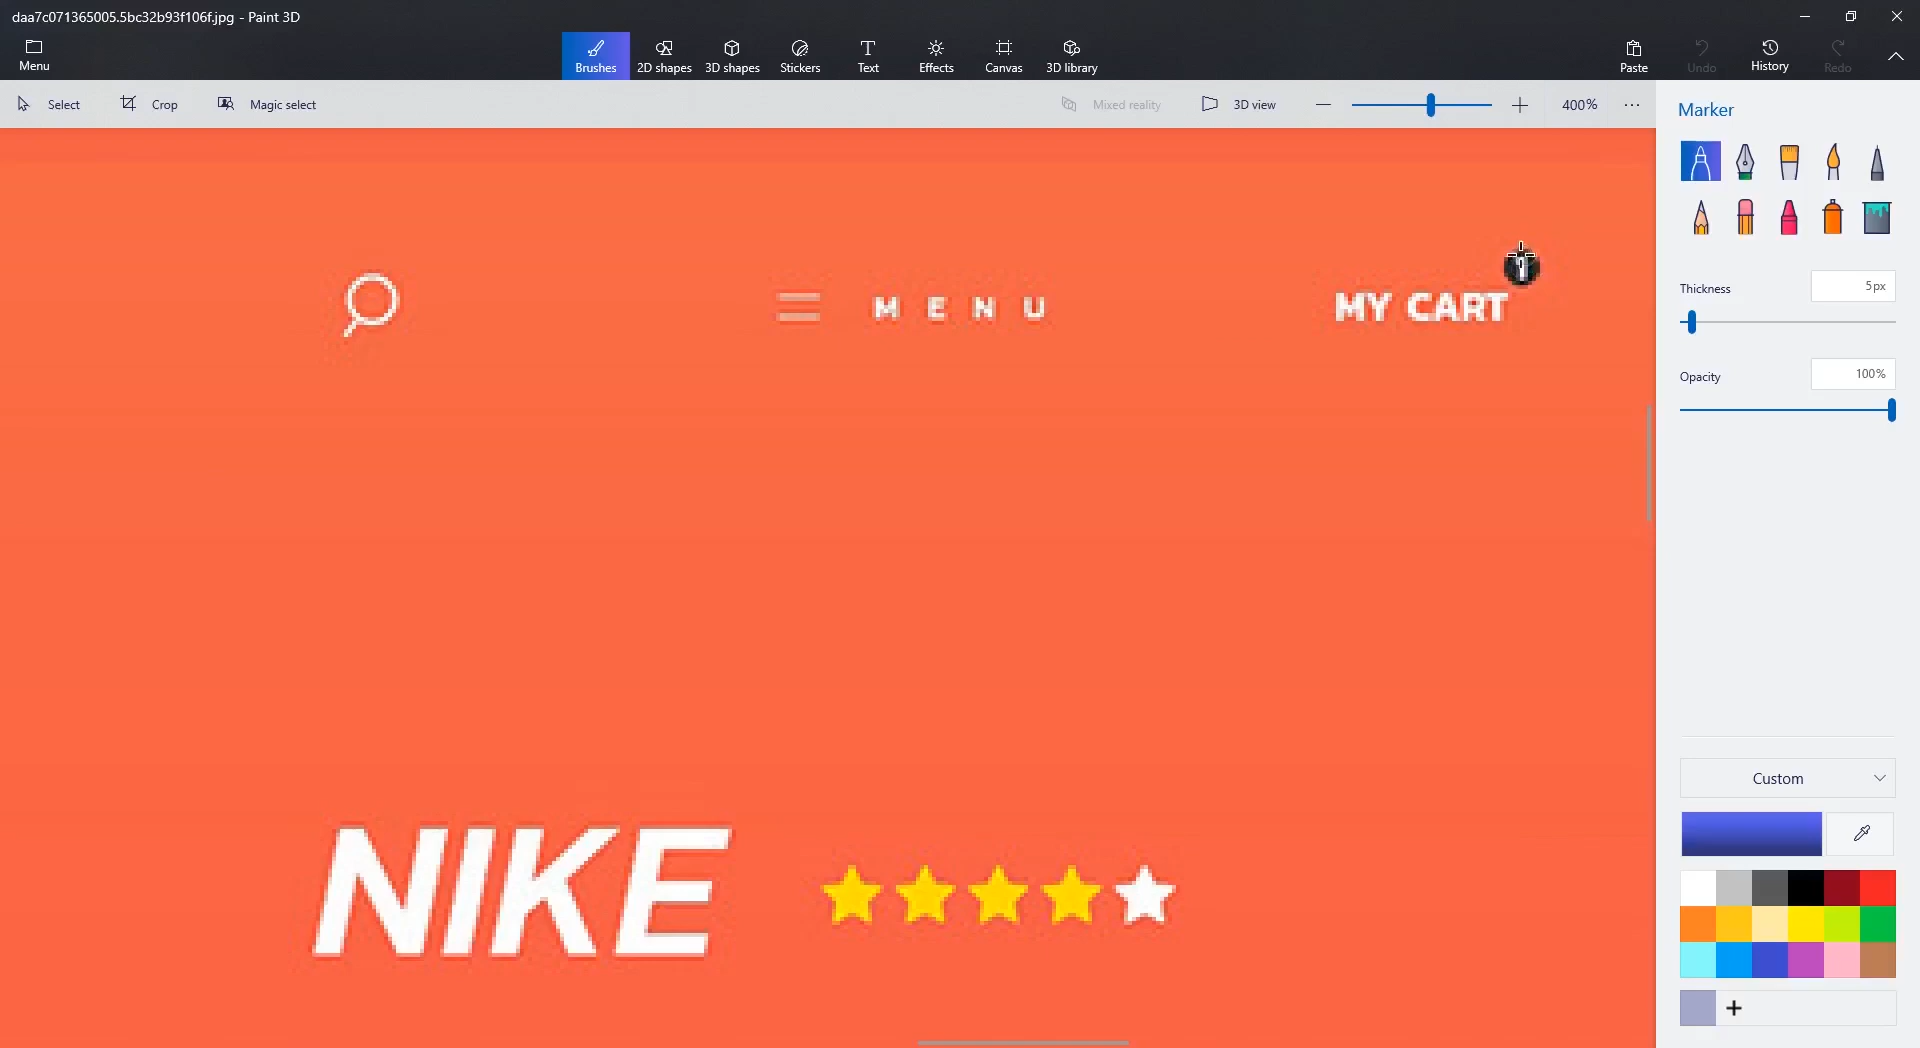 daa7c071365005.5bc32b93f106f.jpg - Paint 3D
Menu
Brushes
2D shapes
3D shapes
Stickers
Text
Effects
Canvas
3D library
Paste
Undo
History
Redo
Select
Crop
Magic select
Mixed reality
3D view
400%
Marker
Thickness
5px
Opacity
100%
MENU
MY CART
NIKE
Custom